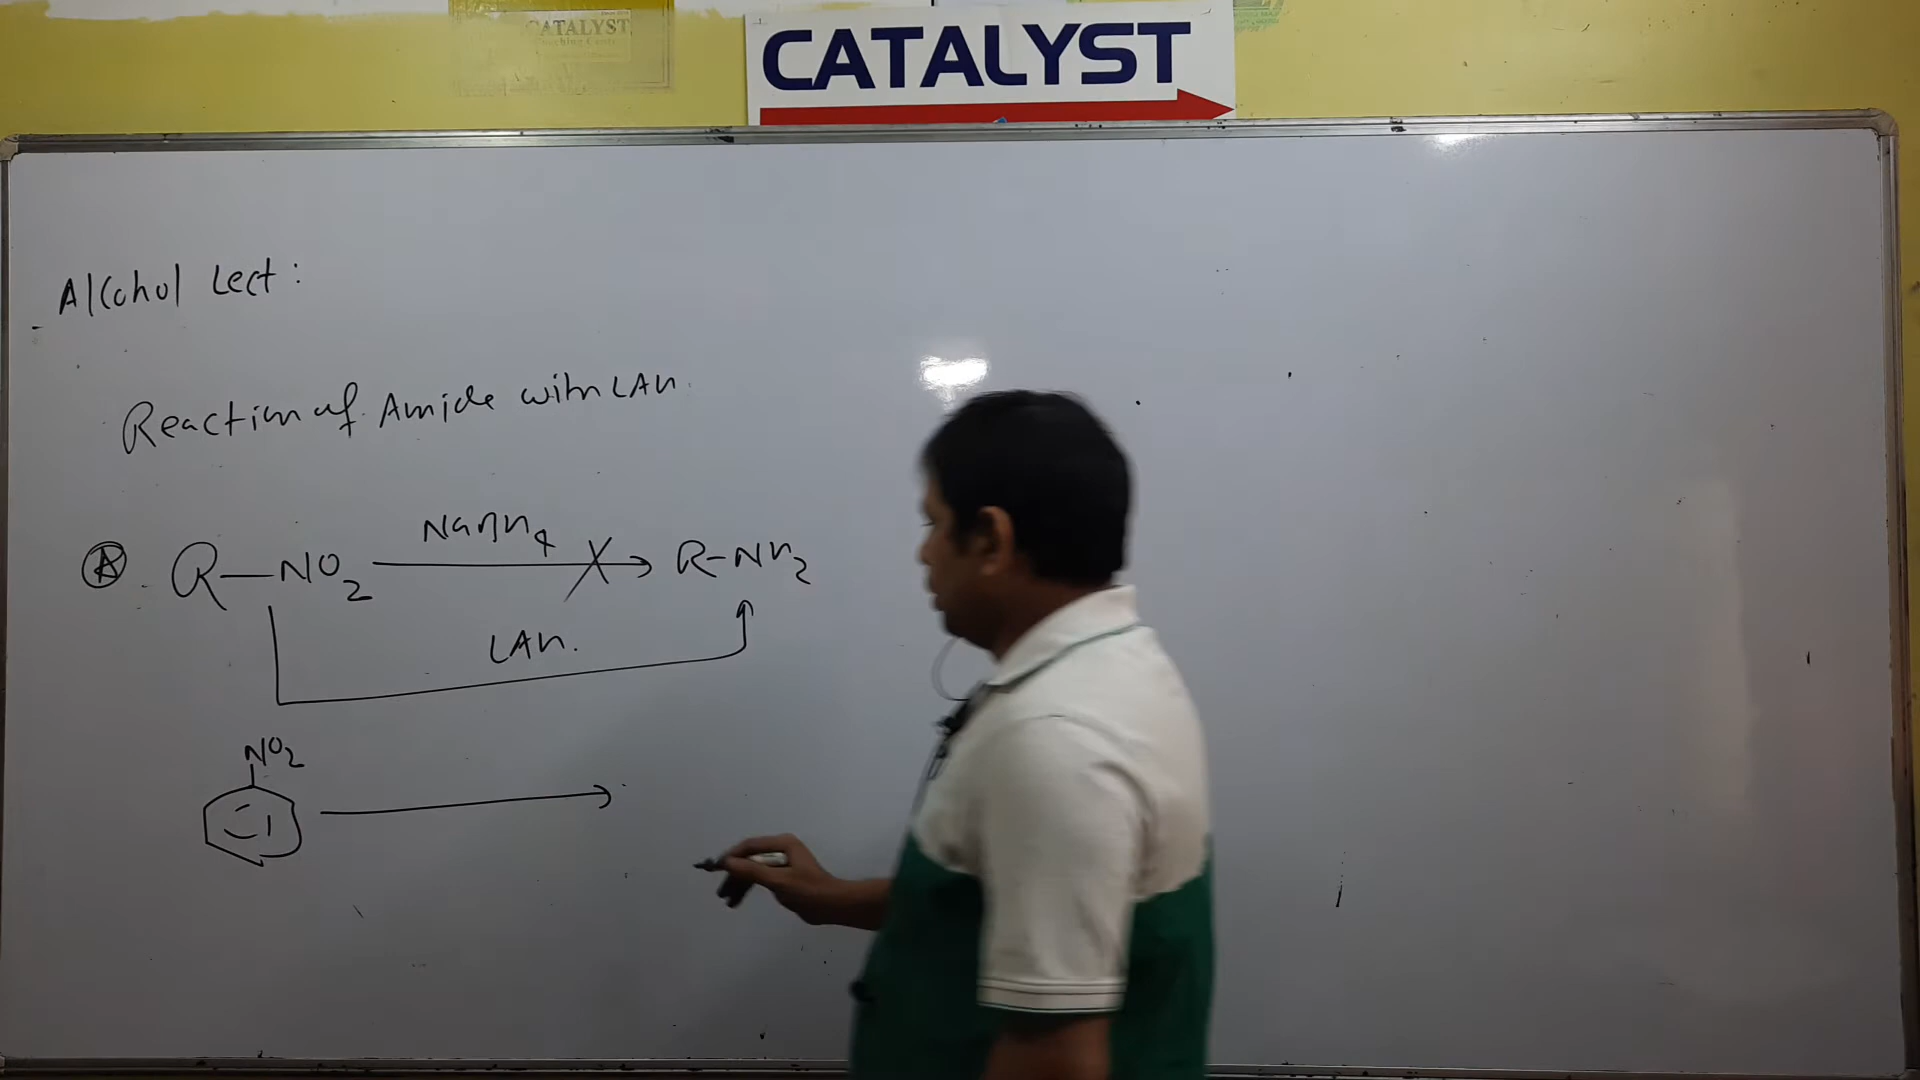 CATALYST
CATALYST
Alcohol Lect:
Reaction of Amide with LAH.
A R—NO2 NaBH4 X R-NH2
LAH.
NO2